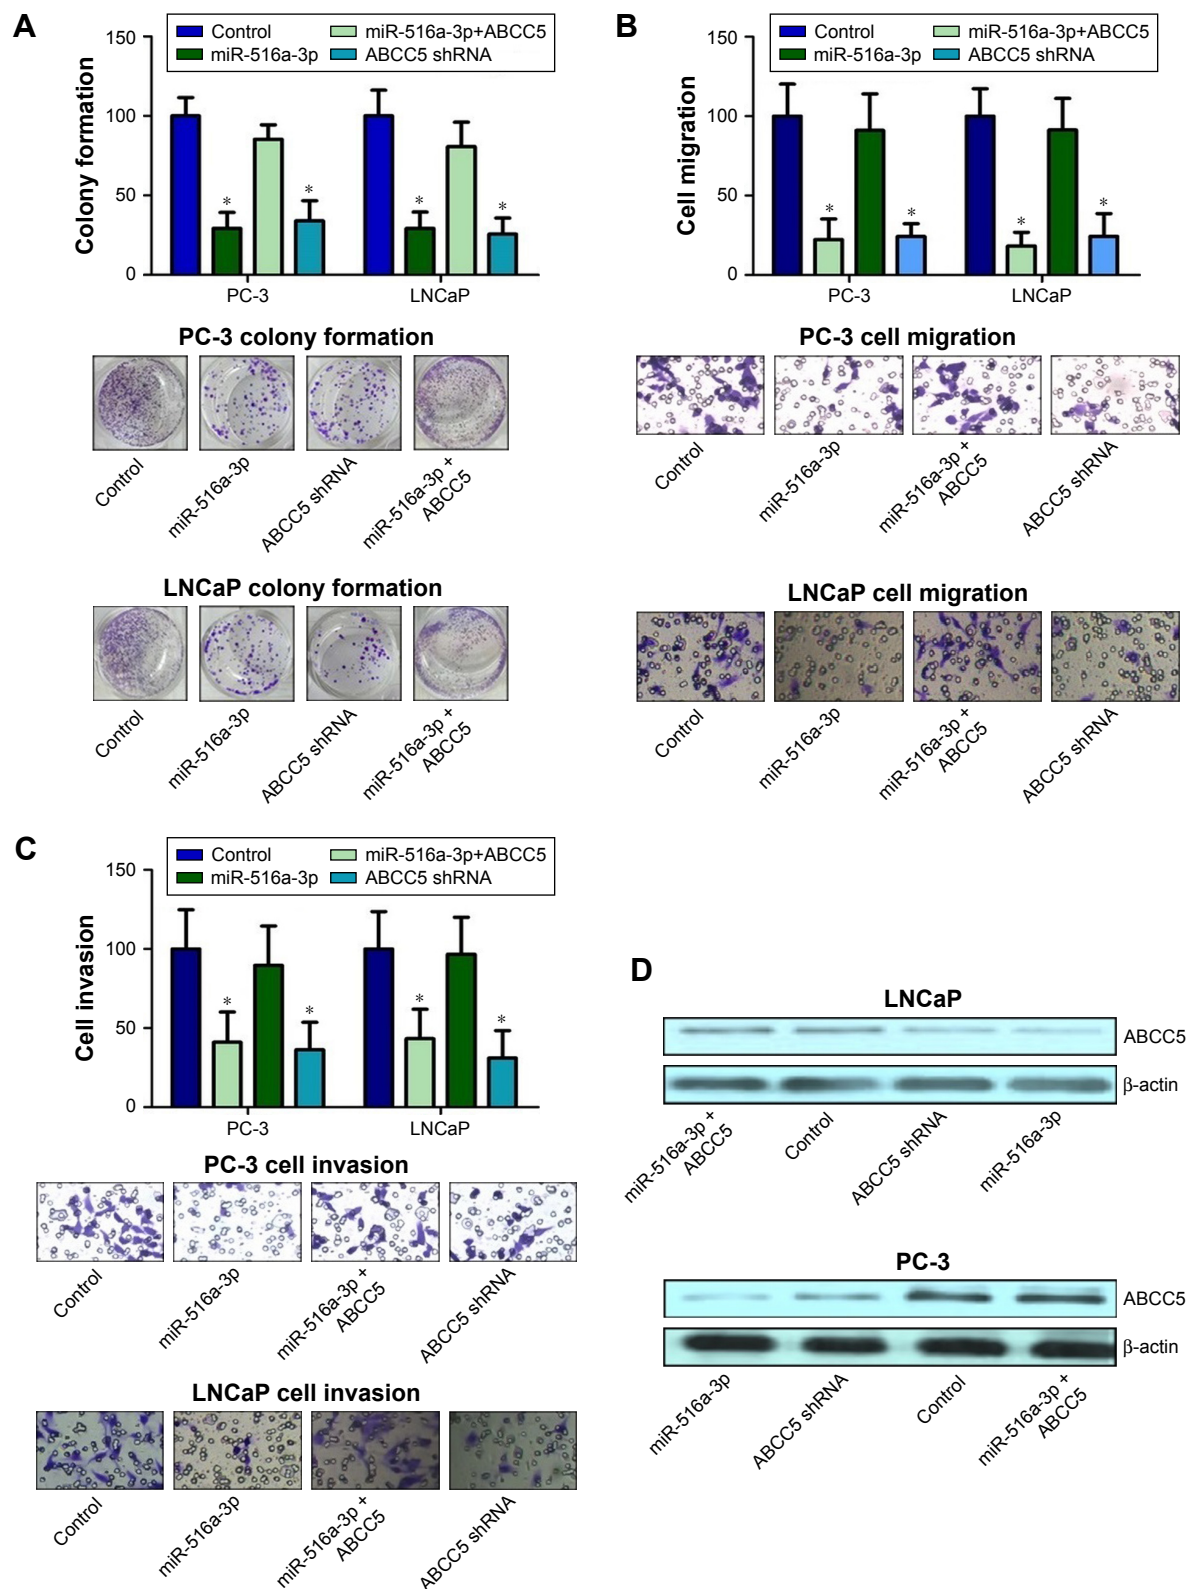 A
Control
miR-516a-3p+ABCC5
miR-516a-3p
ABCC5 shRNA
150
100
50
0
Colony formation
*
*
*
*
PC-3
LNCaP
PC-3 colony formation
Control
miR-516a-3p
ABCC5 shRNA
miR-516a-3p +
ABCC5
LNCaP colony formation
Control
miR-516a-3p
ABCC5 shRNA
miR-516a-3p +
ABCC5
B
Control
miR-516a-3p+ABCC5
miR-516a-3p
ABCC5 shRNA
150
100
50
0
Cell migration
*
*
*
*
PC-3
LNCaP
PC-3 cell migration
Control
miR-516a-3p
miR-516a-3p +
ABCC5
ABCC5 shRNA
LNCaP cell migration
Control
miR-516a-3p
miR-516a-3p +
ABCC5
ABCC5 shRNA
C
Control
miR-516a-3p+ABCC5
miR-516a-3p
ABCC5 shRNA
150
100
50
0
Cell invasion
*
*
*
*
PC-3
LNCaP
PC-3 cell invasion
Control
miR-516a-3p
miR-516a-3p +
ABCC5
ABCC5 shRNA
LNCaP cell invasion
Control
miR-516a-3p
miR-516a-3p +
ABCC5
ABCC5 shRNA
D
LNCaP
ABCC5
β-actin
miR-516a-3p +
ABCC5
Control
ABCC5 shRNA
miR-516a-3p
PC-3
ABCC5
β-actin
miR-516a-3p
ABCC5 shRNA
Control
miR-516a-3p +
ABCC5